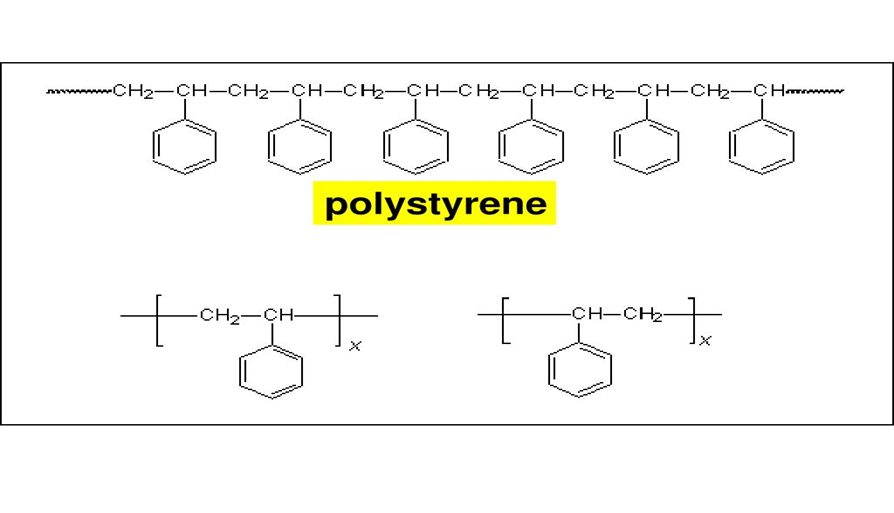 CH₂—CH—CH₂—CH—CH₂—CH—CH₂—CH—CH₂—CH—CH₂—CH
polystyrene
CH₂—CH x
CH—CH₂ x